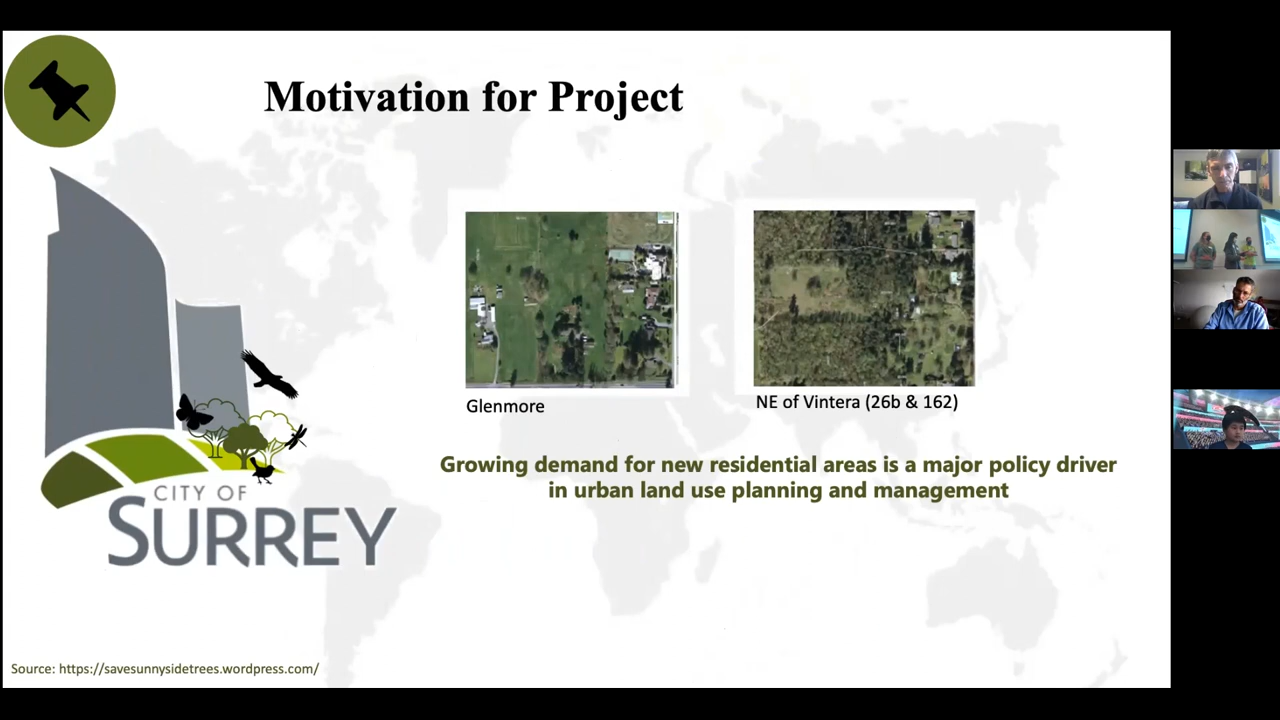 Motivation for Project
Glenmore
NE of Vintera (26b & 162)
Growing demand for new residential areas is a major policy driver
in urban land use planning and management
CITY OF
SURREY
Source: https://savesunnysidetrees.wordpress.com/